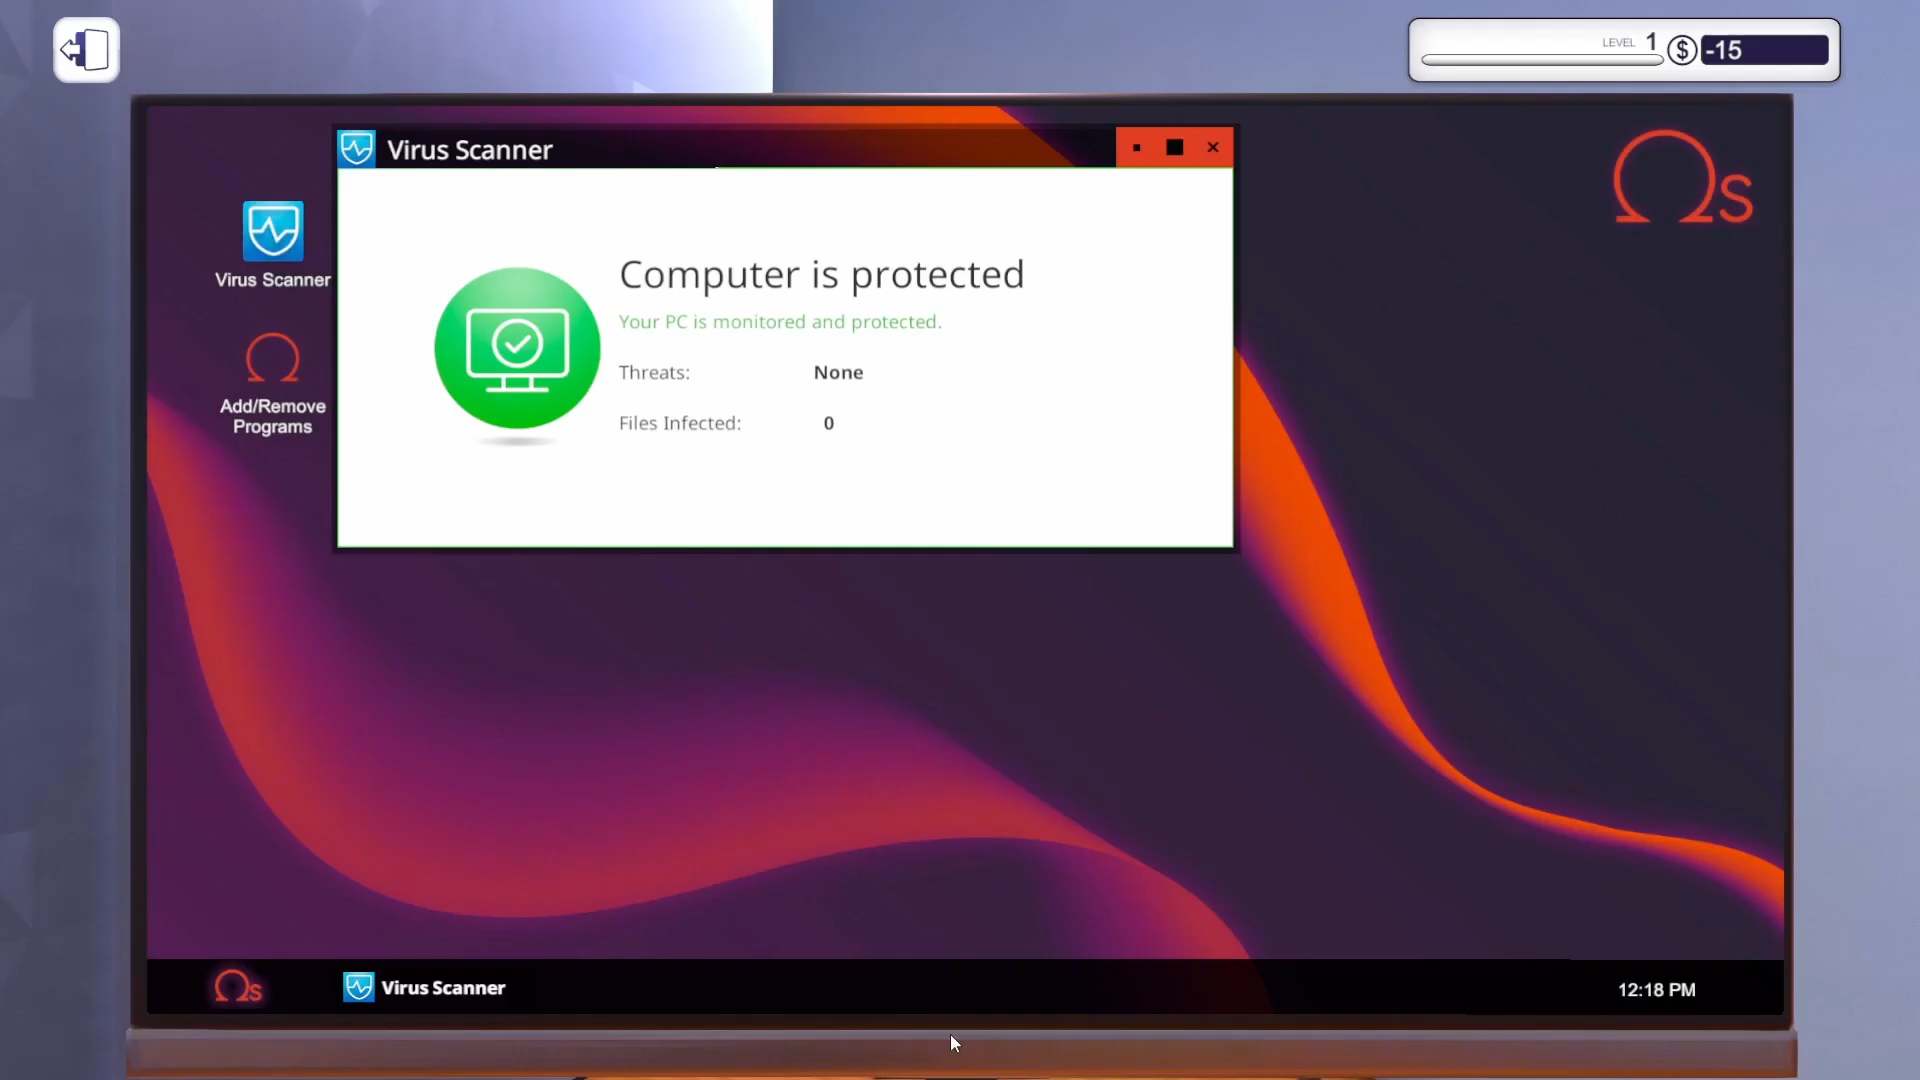 LEVEL 1 $ -15
Virus Scanner
Ωs
Virus Scanner
Computer is protected
Your PC is monitored and protected.
Threats: None
Files Infected: 0
Add/Remove
Programs
Ωs
Virus Scanner
12:18 PM